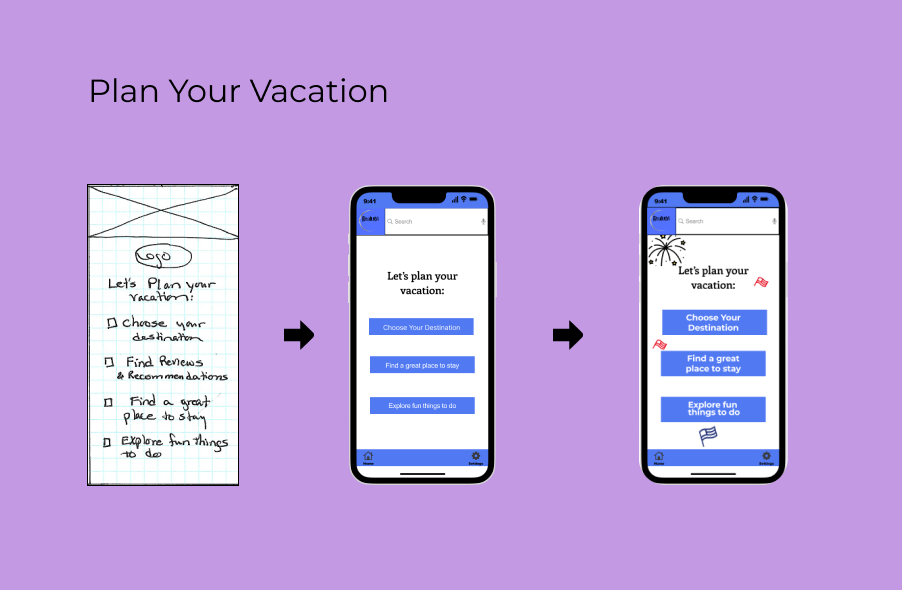 Plan Your Vacation
Logo
Let's Plan your
vacation:
Choose your
destination
Find Reviews
& Recommendations
Find a great
place to stay
Explore fun things
to do
9:41
Search
Let's plan your
vacation:
Choose Your Destination
Find a great place to stay
Explore fun things to do
Home
Settings
9:41
Search
Let's plan your
vacation:
Choose Your
Destination
Find a great
place to stay
Explore fun
things to do
Home
Settings